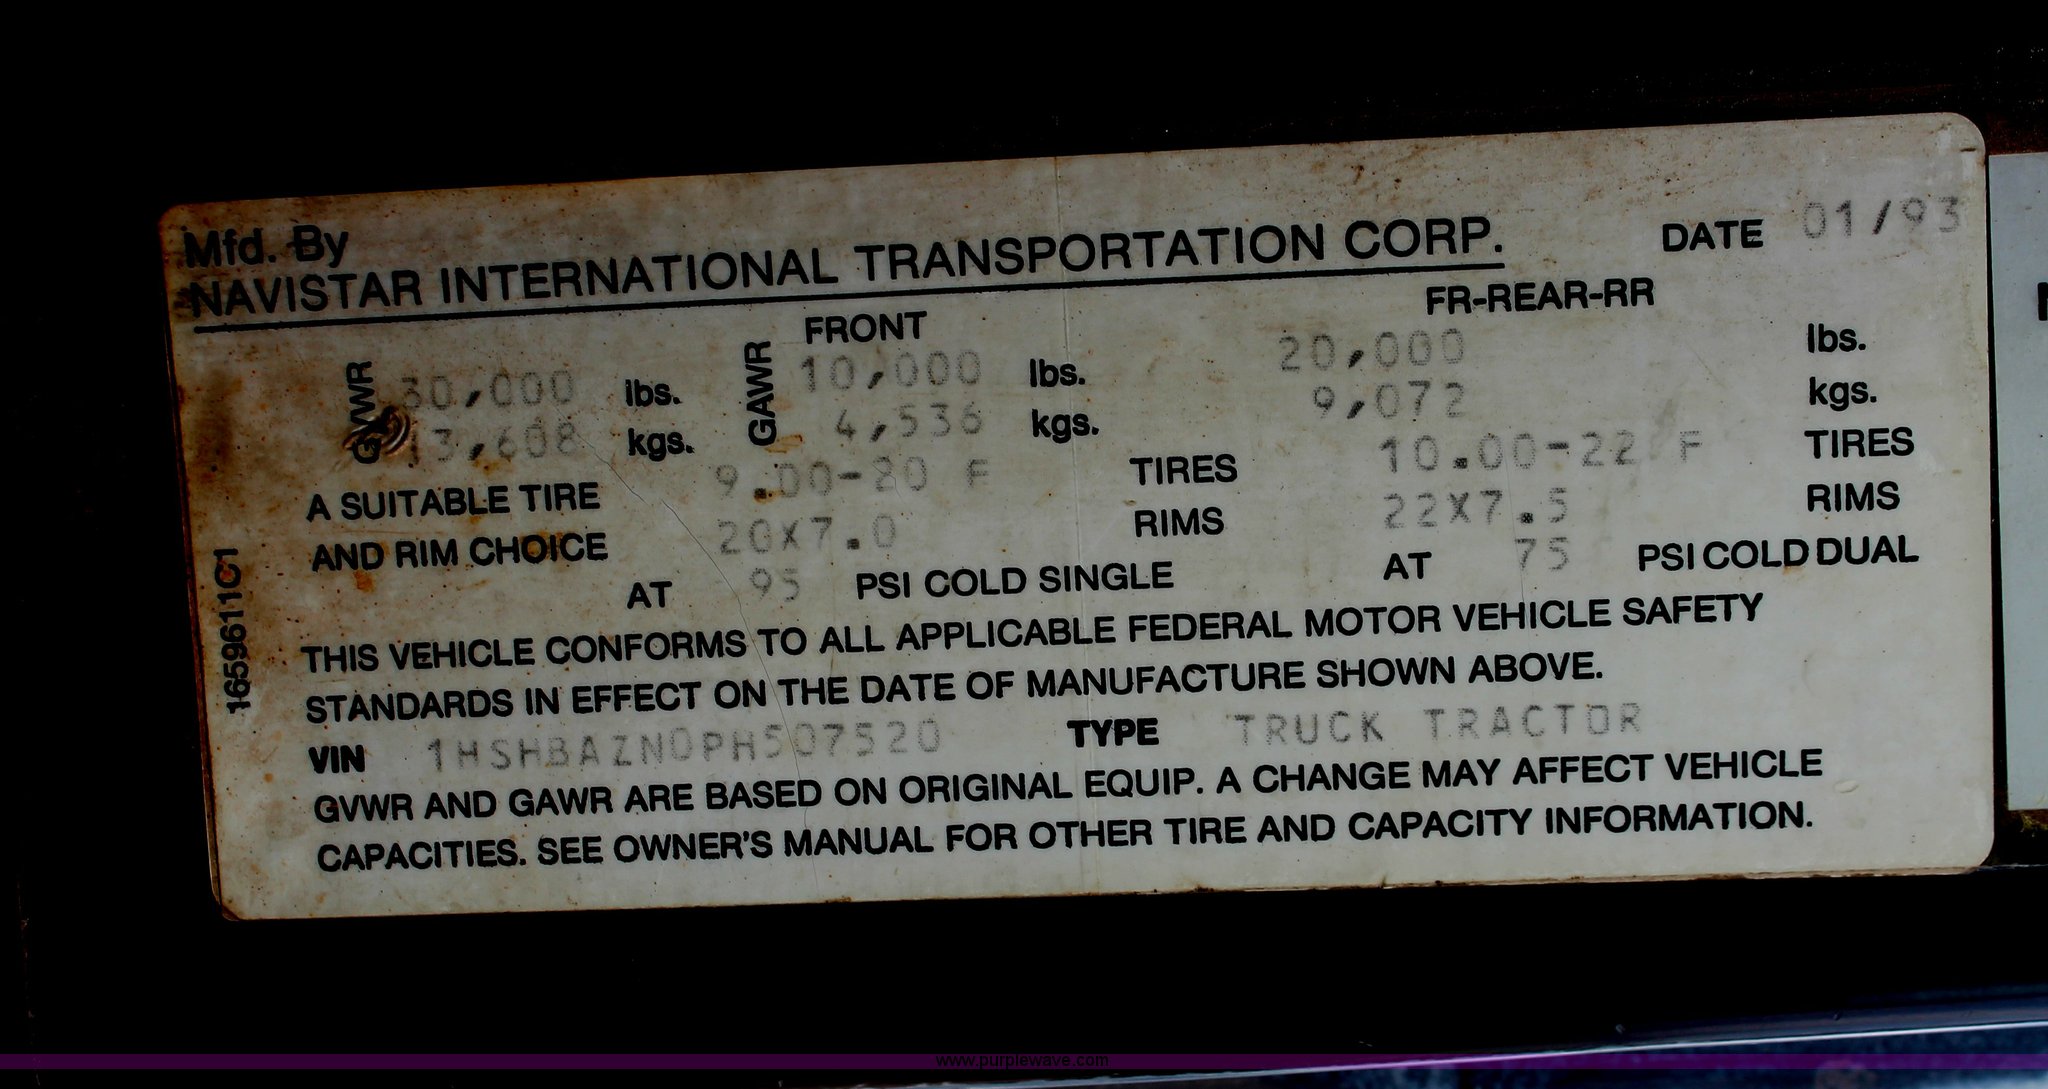 Mfd. By
NAVISTAR INTERNATIONAL TRANSPORTATION CORP. DATE 01/93
FRONT FR-REAR-RR
GVWR 30,000 lbs. GAWR 10,000 lbs. 20,000 lbs.
13,608 kgs. 4,536 kgs. 9,072 kgs.
A SUITABLE TIRE 9.00-20 F TIRES 10.00-22 F TIRES
AND RIM CHOICE 20X7.0 RIMS 22X7.5 RIMS
AT 95 PSI COLD SINGLE AT 75 PSI COLD DUAL
THIS VEHICLE CONFORMS TO ALL APPLICABLE FEDERAL MOTOR VEHICLE SAFETY
STANDARDS IN EFFECT ON THE DATE OF MANUFACTURE SHOWN ABOVE.
VIN 1HSHBAZN0PH507520 TYPE TRUCK TRACTOR
GVWR AND GAWR ARE BASED ON ORIGINAL EQUIP. A CHANGE MAY AFFECT VEHICLE
CAPACITIES. SEE OWNER'S MANUAL FOR OTHER TIRE AND CAPACITY INFORMATION.
1659611C1
www.purplewave.com